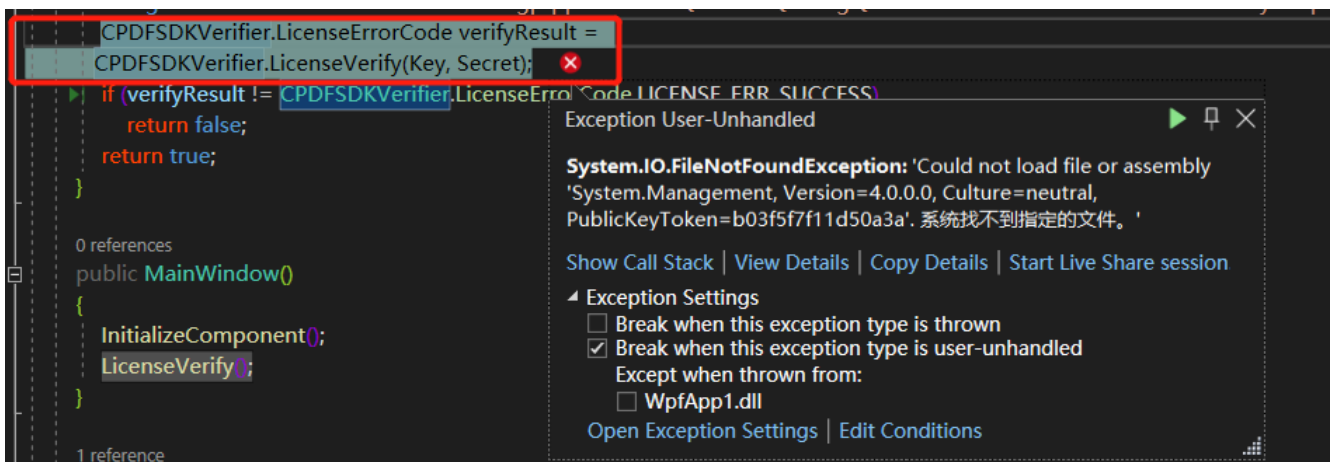 CPDFSDKVerifier.LicenseErrorCode verifyResult =
CPDFSDKVerifier.LicenseVerify(Key, Secret);
if (verifyResult != CPDFSDKVerifier.LicenseErrorCode.LICENSE_ERR_SUCCESS)
return false;
return true;
}
0 references
public MainWindow()
{
InitializeComponent();
LicenseVerify();
}
1 reference
Exception User-Unhandled
System.IO.FileNotFoundException: 'Could not load file or assembly
'System.Management, Version=4.0.0.0, Culture=neutral,
PublicKeyToken=b03f5f7f11d50a3a'. 系统找不到指定的文件。'
Show Call Stack | View Details | Copy Details | Start Live Share session
Exception Settings
Break when this exception type is thrown
Break when this exception type is user-unhandled
Except when thrown from:
WpfApp1.dll
Open Exception Settings | Edit Conditions